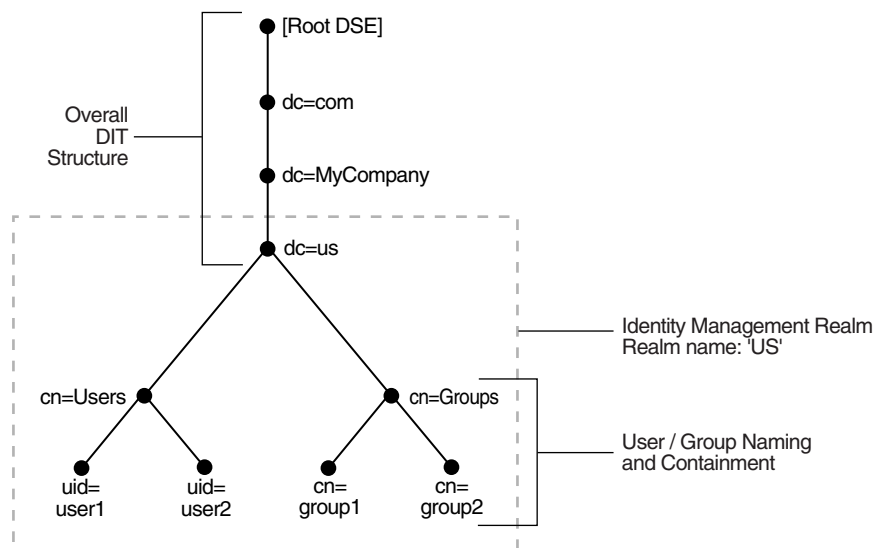 [Root DSE]
dc=com
Overall
DIT
Structure
dc=MyCompany
dc=us
Identity Management Realm
Realm name: 'US'
cn=Users
cn=Groups
User / Group Naming
and Containment
uid=
user1
uid=
user2
cn=
group1
cn=
group2